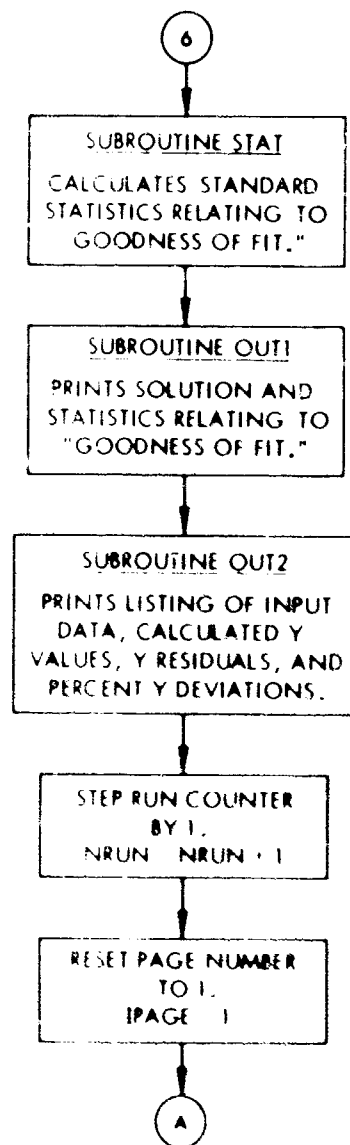 6
SUBROUTINE STAT
CALCULATES STANDARD
STATISTICS RELATING TO
GOODNESS OF FIT."
SUBROUTINE OUT1
PRINTS SOLUTION AND
STATISTICS RELATING TO
"GOODNESS OF FIT."
SUBROUTINE OUT2
PRINTS LISTING OF INPUT
DATA, CALCULATED Y
VALUES, Y RESIDUALS, AND
PERCENT Y DEVIATIONS.
STEP RUN COUNTER
BY 1.
NRUN NRUN + 1
RESET PAGE NUMBER
TO 1.
IPAGE 1
A